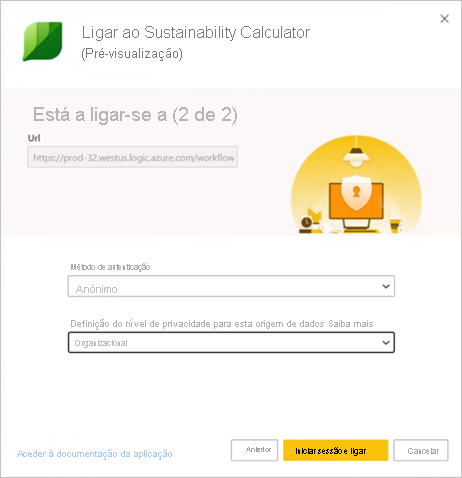 Ligar ao Sustainability Calculator
(Pré-visualização)
Está a ligar-se a (2 de 2)
Url
https://prod-32.westus.logic.azure.com/workflow
Método de autenticação
Anónimo
Definição do nível de privacidade para esta origem de dados Saiba mais
Organizacional
Aceder à documentação da aplicação
Anterior
Iniciar sessão e ligar
Cancelar